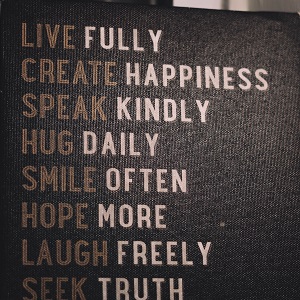 LIVE FULLY
CREATE HAPPINESS
SPEAK KINDLY
HUG DAILY
SMILE OFTEN
HOPE MORE
LAUGH FREELY
SEEK TRUTH